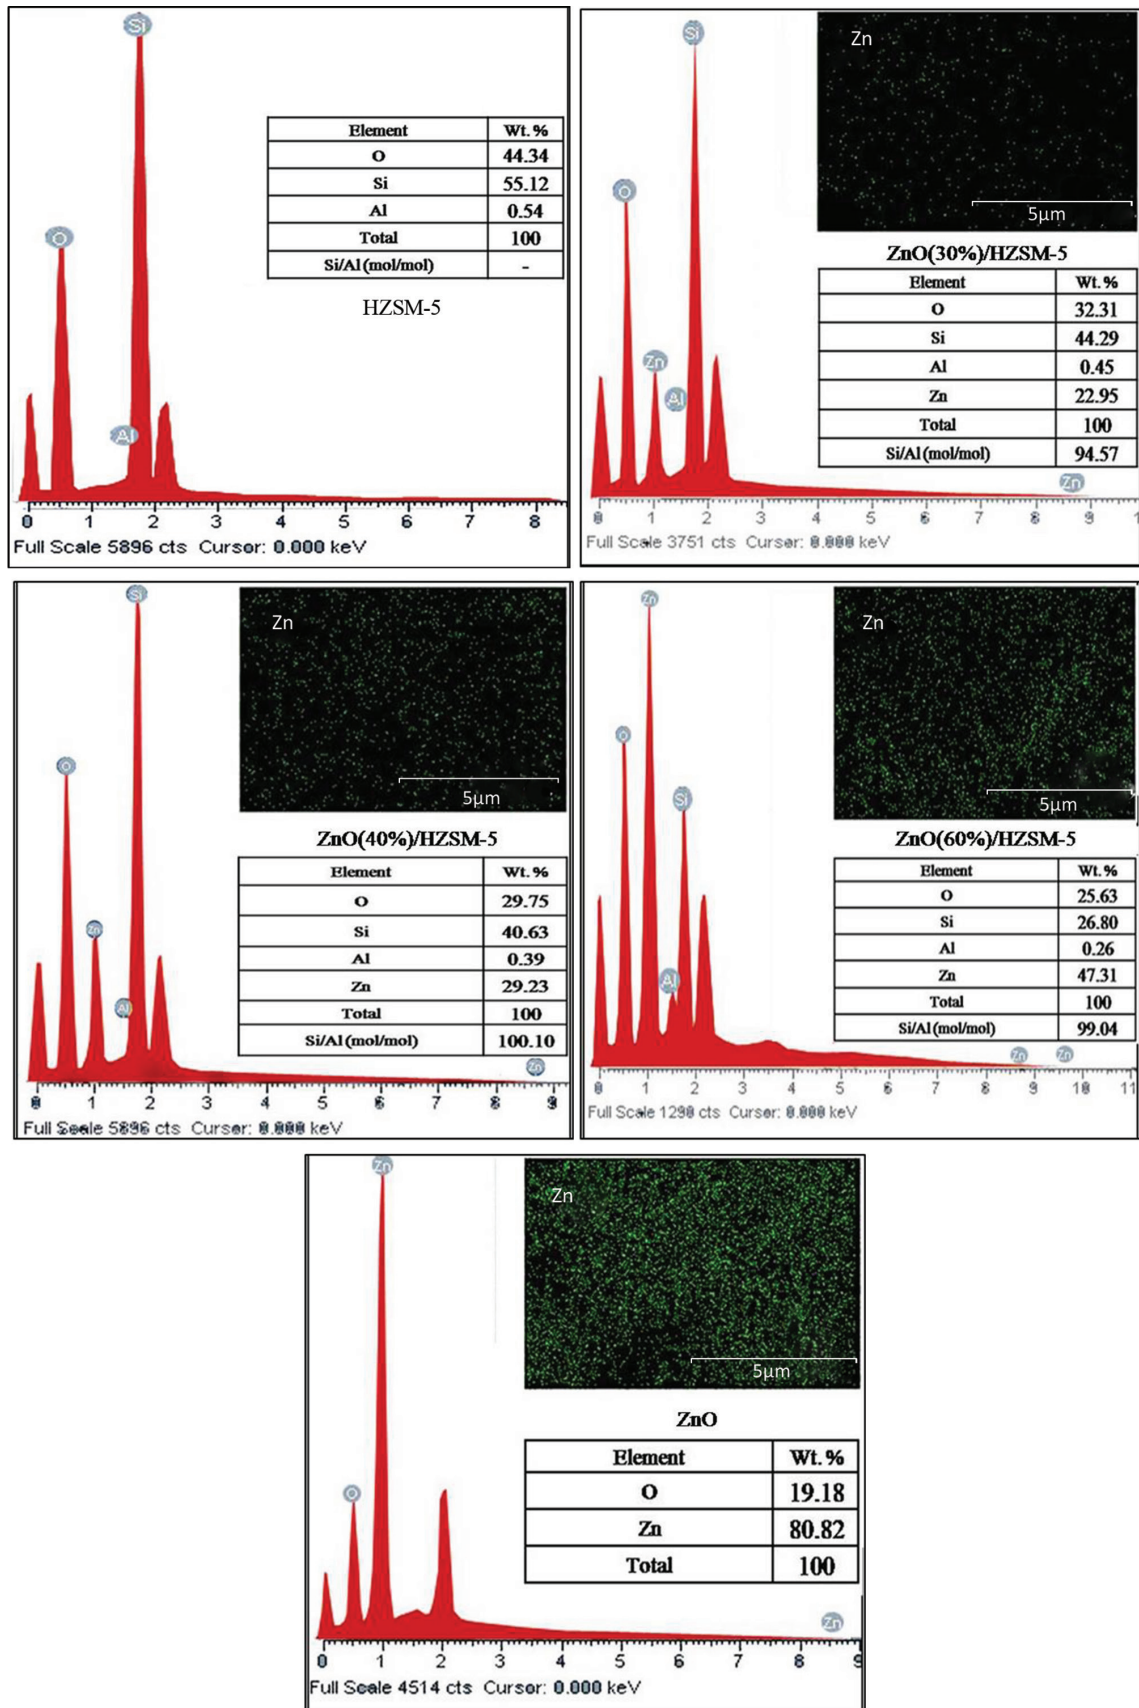 Si
O
Al
Element Wt. %
O 44.34
Si 55.12
Al 0.54
Total 100
Si/Al (mol/mol) -
HZSM-5
0 1 2 3 4 5 6 7 8
Full Scale 5896 cts Cursor: 0.000 keV
Si
O
Zn
Al
Zn
Zn
5μm
ZnO(30%)/HZSM-5
Element Wt. %
O 32.31
Si 44.29
Al 0.45
Zn 22.95
Total 100
Si/Al (mol/mol) 94.57
0 1 2 3 4 5 6 7 8 9 1
Full Scale 3751 cts Cursor: 0.000 keV
Si
O
Zn
Al
Zn
Zn
5μm
ZnO(40%)/HZSM-5
Element Wt. %
O 29.75
Si 40.63
Al 0.39
Zn 29.23
Total 100
Si/Al (mol/mol) 100.10
0 1 2 3 4 5 6 7 8 9
Full Scale 5896 cts Cursor: 0.000 keV
Zn
O
Si
Al
Zn
Zn
Zn
5μm
ZnO(60%)/HZSM-5
Element Wt. %
O 25.63
Si 26.80
Al 0.26
Zn 47.31
Total 100
Si/Al (mol/mol) 99.04
0 1 2 3 4 5 6 7 8 9 10 11
Full Scale 1290 cts Cursor: 0.000 keV
Zn
O
Zn
Zn
5μm
ZnO
Element Wt. %
O 19.18
Zn 80.82
Total 100
0 1 2 3 4 5 6 7 8 9
Full Scale 4514 cts Cursor: 0.000 keV